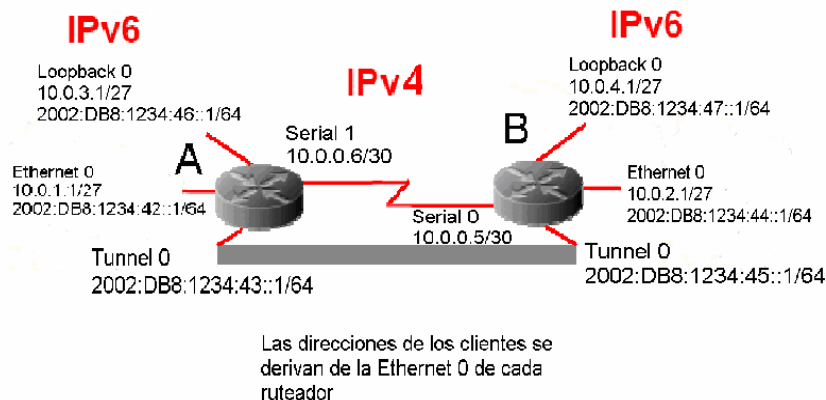 IPv6
Loopback 0
10.0.3.1/27
2002:DB8:1234:46::1/64
IPv4
IPv6
Loopback 0
10.0.4.1/27
2002:DB8:1234:47::1/64
A
Serial 1
10.0.0.6/30
B
Ethernet 0
10.0.1.1/27
2002:DB8:1234:42::1/64
Ethernet 0
10.0.2.1/27
2002:DB8:1234:44::1/64
Serial 0
10.0.0.5/30
Tunnel 0
2002:DB8:1234:43::1/64
Tunnel 0
2002:DB8:1234:45::1/64
Las direcciones de los clientes se
derivan de la Ethernet 0 de cada
ruteador